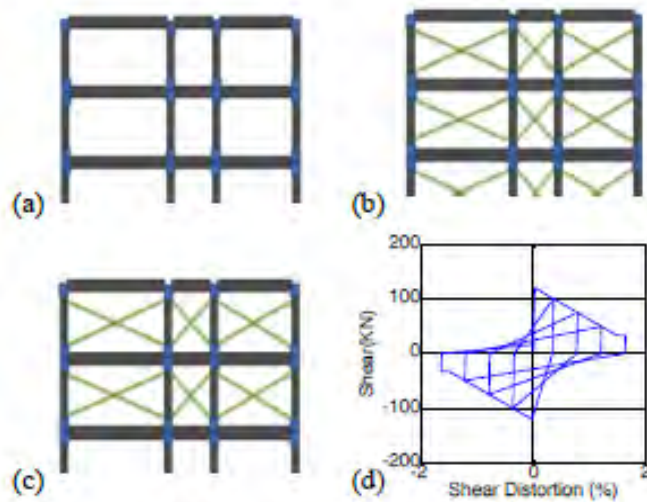 (a)
(b)
(c)
200
100
0
-100
-200
Shear(KN)
-2
0
2
Shear Distortion (%)
(d)